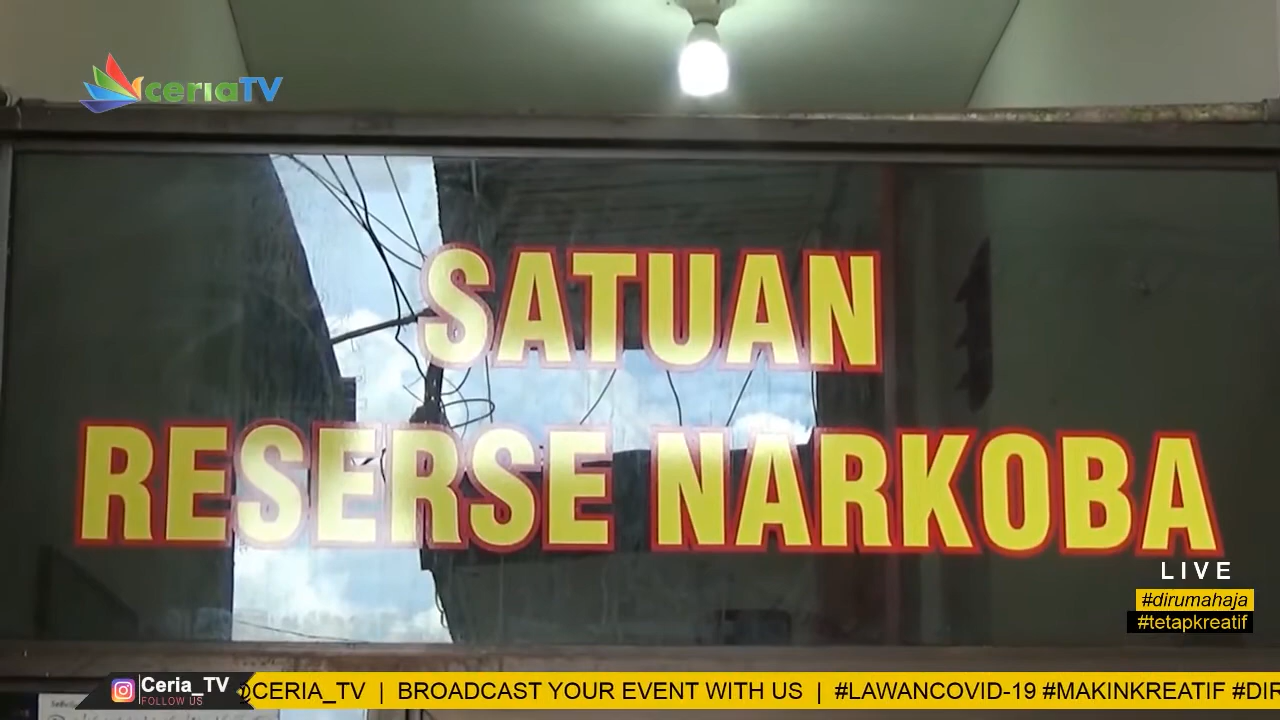 ceriaTV
SATUAN
RESERSE NARKOBA
LIVE
#dirumahaja
#tetapkreatif
Ceria_TV
FOLLOW US
CERIA_TV | BROADCAST YOUR EVENT WITH US | #LAWANCOVID-19 #MAKINKREATIF #DIR